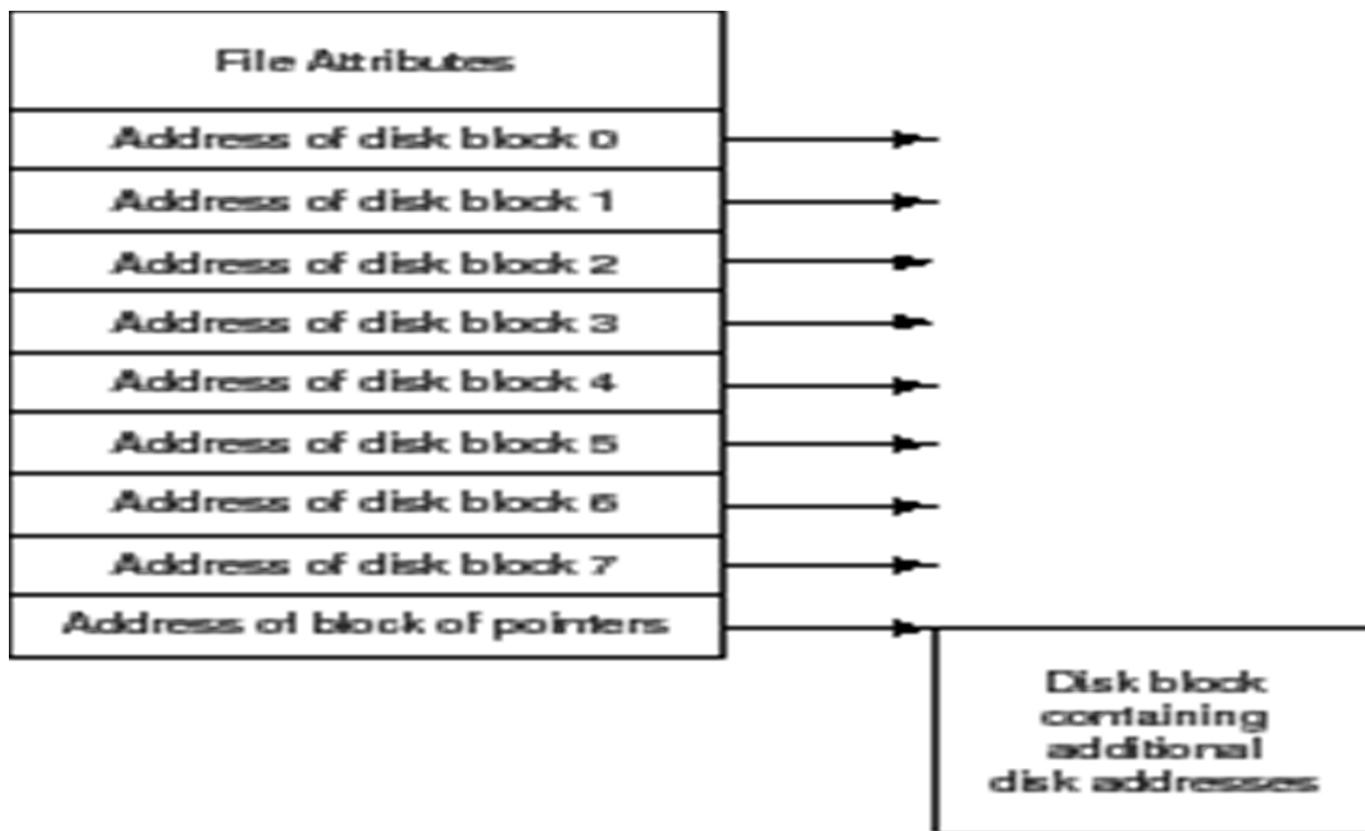 File Attributes
Address of disk block 0
Address of disk block 1
Address of disk block 2
Address of disk block 3
Address of disk block 4
Address of disk block 5
Address of disk block 6
Address of disk block 7
Address of block of pointers
Disk block
containing
additional
disk addresses